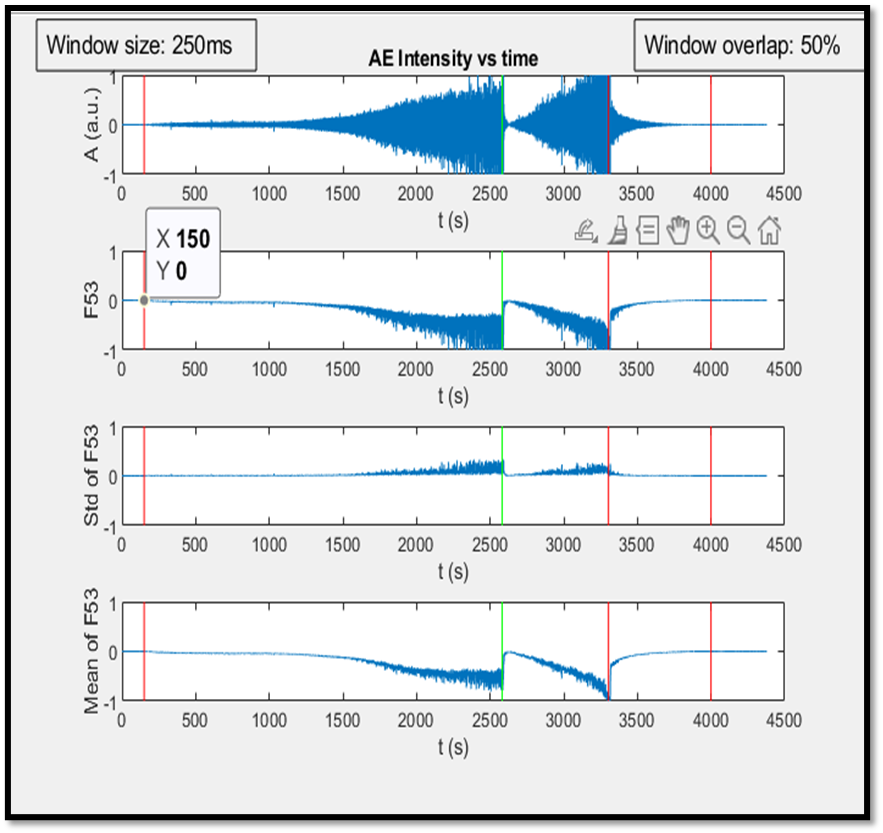 Window size: 250ms
Window overlap: 50%
AE Intensity vs time
A (a.u.)
1
0
-1
0 500 1000 1500 2000 2500 3000 3500 4000 4500
t (s)
X 150
Y 0
F53
1
0
-1
0 500 1000 1500 2000 2500 3000 3500 4000 4500
t (s)
Std of F53
1
0
-1
0 500 1000 1500 2000 2500 3000 3500 4000 4500
t (s)
Mean of F53
1
0
-1
0 500 1000 1500 2000 2500 3000 3500 4000 4500
t (s)